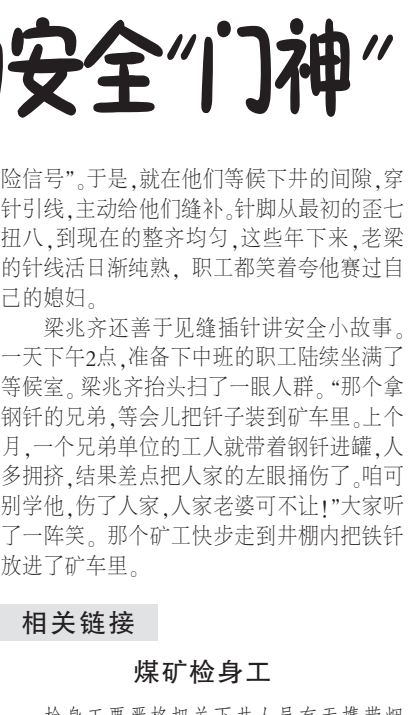 安全“门神”
险信号”。于是,就在他们等候下井的间隙,穿
针引线,主动给他们缝补。针脚从最初的歪七
扭八,到现在的整齐均匀,这些年下来,老梁
的针线活日渐纯熟，职工都笑着夸他赛过自
己的媳妇。
梁兆齐还善于见缝插针讲安全小故事。
一天下午2点,准备下中班的职工陆续坐满了
等候室。梁兆齐抬头扫了一眼人群。“那个拿
钢钎的兄弟,等会儿把钎子装到矿车里。上个
月,一个兄弟单位的工人就带着钢钎进罐,人
多拥挤,结果差点把人家的左眼捅伤了。咱可
别学他,伤了人家,人家老婆可不让!”大家听
了一阵笑。那个矿工快步走到井棚内把铁钎
放进了矿车里。
相关链接
煤矿检身工